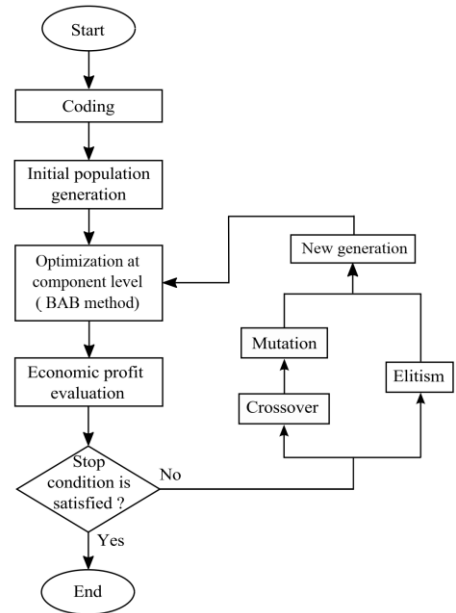 Start
Coding
Initial population
generation
Optimization at
component level
( BAB method)
Economic profit
evaluation
Stop
condition is
satisfied ?
No
Yes
End
New generation
Mutation
Crossover
Elitism